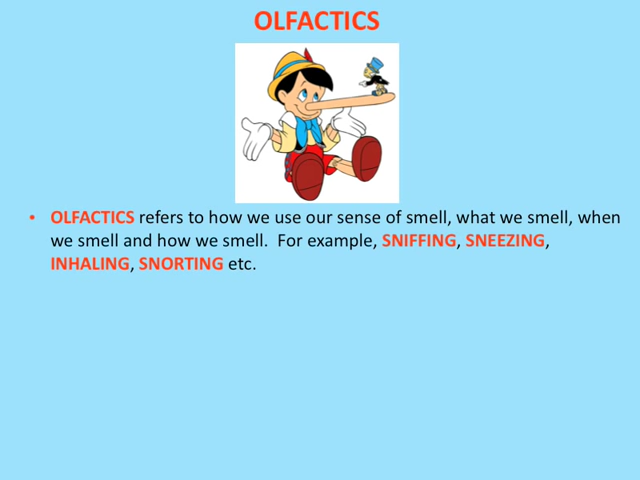 OLFACTICS
• OLFACTICS refers to how we use our sense of smell, what we smell, when
we smell and how we smell.  For example, SNIFFING, SNEEZING,
INHALING, SNORTING etc.